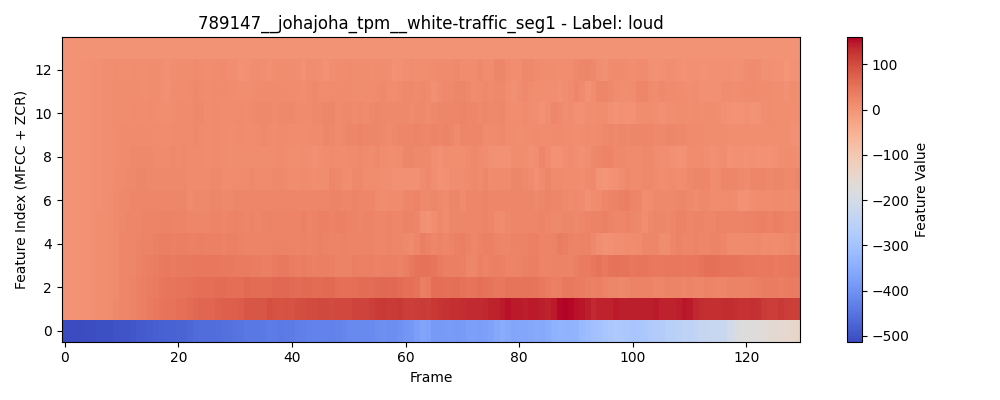 789147__johajoha_tpm__white-traffic_seg1 - Label: loud
12
10
8
6
4
2
0
Feature Index (MFCC + ZCR)
0 20 40 60 80 100 120
Frame
100
0
−100
−200
−300
−400
−500
Feature Value